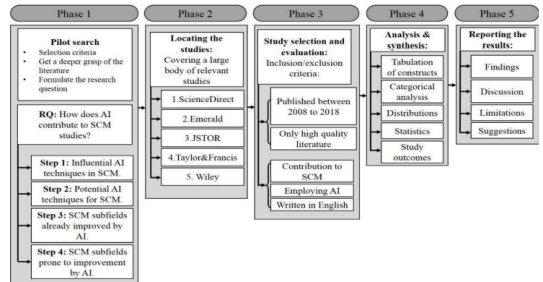 Phase 1
Pilot search
• Selection criteria
• Get a deeper grasp of the
literature
• Formulate the research
question
RQ: How does AI
contribute to SCM
studies?
Step 1: Influential AI
techniques in SCM.
Step 2: Potential AI
techniques for SCM.
Step 3: SCM subfields
already improved by
AI.
Step 4: SCM subfields
prone to improvement
by AI.
Phase 2
Locating the
studies:
Covering a large
body of relevant
studies
1.ScienceDirect
2.Emerald
3.JSTOR
4.Taylor&Francis
5. Wiley
Phase 3
Study selection and
evaluation:
Inclusion/exclusion
criteria:
Published between
2008 to 2018
Only high quality
literature
Contribution to
SCM
Employing AI
Written in English
Phase 4
Analysis &
synthesis:
Tabulation
of constructs
Categorical
analysis
Distributions
Statistics
Study
outcomes
Phase 5
Reporting the
results:
Findings
Discussion
Limitations
Suggestions